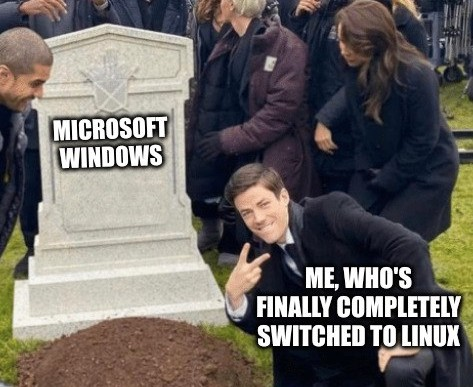 MICROSOFT
WINDOWS
ME, WHO'S
FINALLY COMPLETELY
SWITCHED TO LINUX